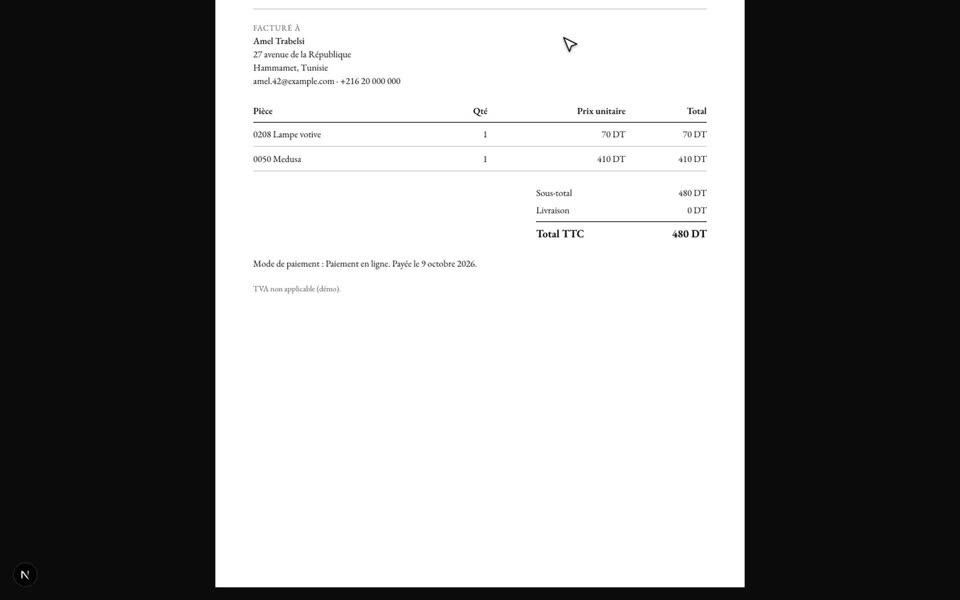 FACTURÉ À
Amel Trabelsi
27 avenue de la République
Hammamet, Tunisie
amel.42@example.com · +216 20 000 000
Pièce Qté Prix unitaire Total
0208 Lampe votive 1 70 DT 70 DT
0050 Medusa 1 410 DT 410 DT
Sous-total 480 DT
Livraison 0 DT
Total TTC 480 DT
Mode de paiement : Paiement en ligne. Payée le 9 octobre 2026.
TVA non applicable (démo).
N